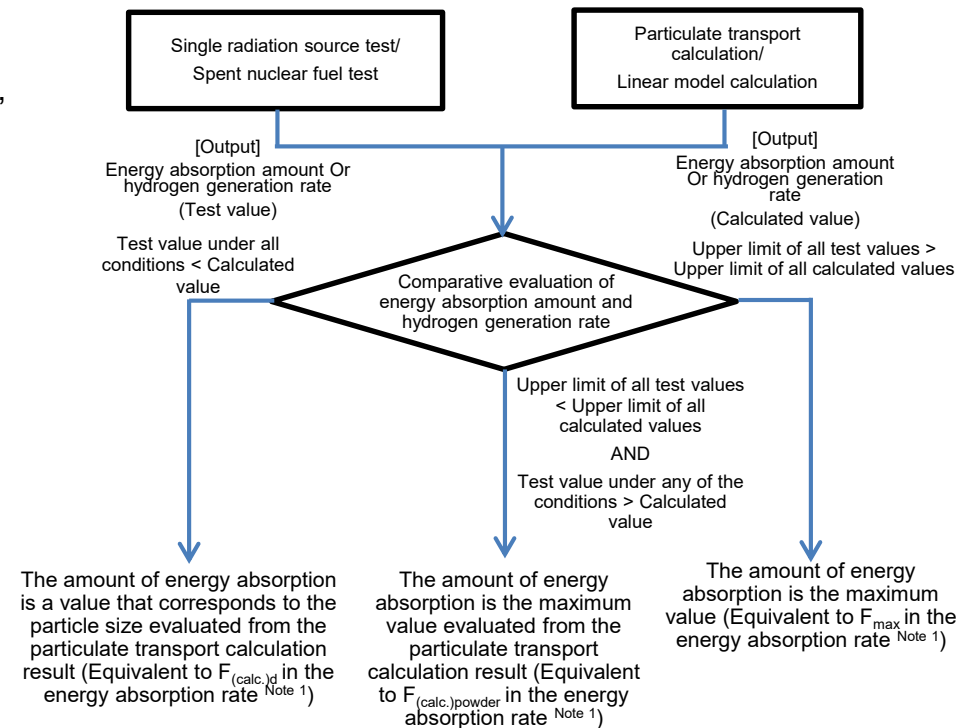 ,
Single radiation source test/
Spent nuclear fuel test
Particulate transport
calculation/
Linear model calculation
[Output]
Energy absorption amount Or
hydrogen generation rate
(Test value)
[Output]
Energy absorption amount
Or hydrogen generation
rate
(Calculated value)
Test value under all
conditions < Calculated
value
Upper limit of all test values >
Upper limit of all calculated values
Comparative evaluation of
energy absorption amount and
hydrogen generation rate
Upper limit of all test values
< Upper limit of all
calculated values
AND
Test value under any of the
conditions > Calculated
value
The amount of energy absorption
is a value that corresponds to the
particle size evaluated from the
particulate transport calculation
result (Equivalent to F(calc.)d in the
energy absorption rate Note 1)
The amount of energy
absorption is the maximum
value evaluated from the
particulate transport
calculation result (Equivalent
to F(calc.)powder in the energy
absorption rate Note 1)
The amount of energy
absorption is the maximum
value (Equivalent to Fmax in the
energy absorption rate Note 1)